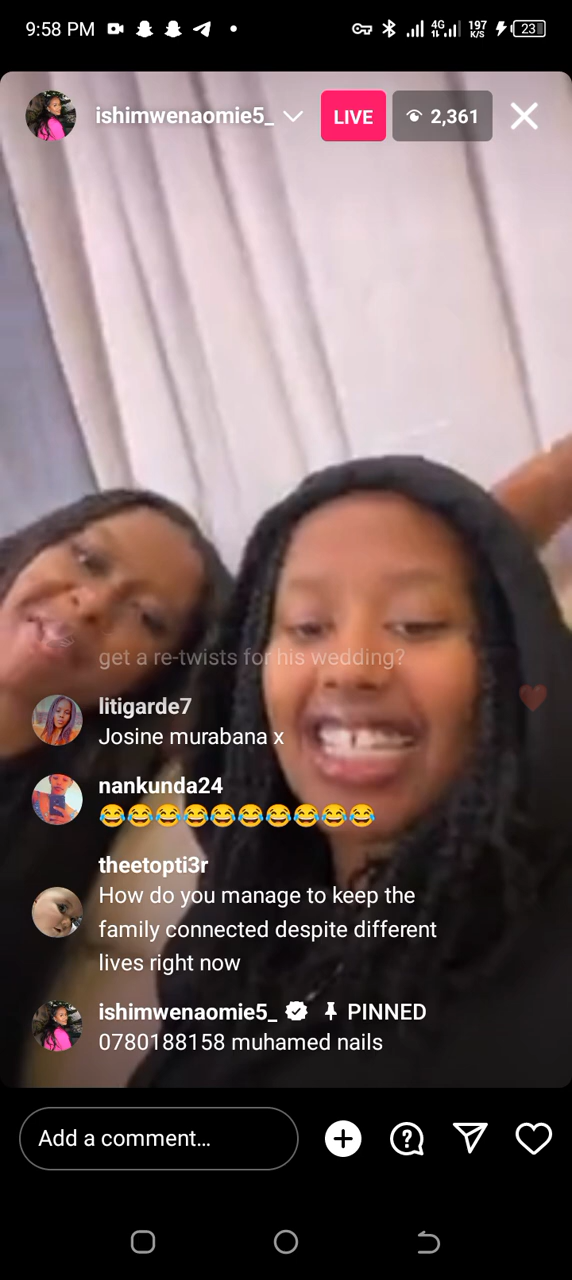 9:58 PM
4G
197
K/S
23
ishimwenaomie5_
LIVE
2,361
get a re-twists for his wedding?
litigarde7
Josine murabana x
nankunda24
😂😂😂😂😂😂😂😂😂😂
theetopti3r
How do you manage to keep the
family connected despite different
lives right now
ishimwenaomie5_ PINNED
0780188158 muhamed nails
Add a comment...